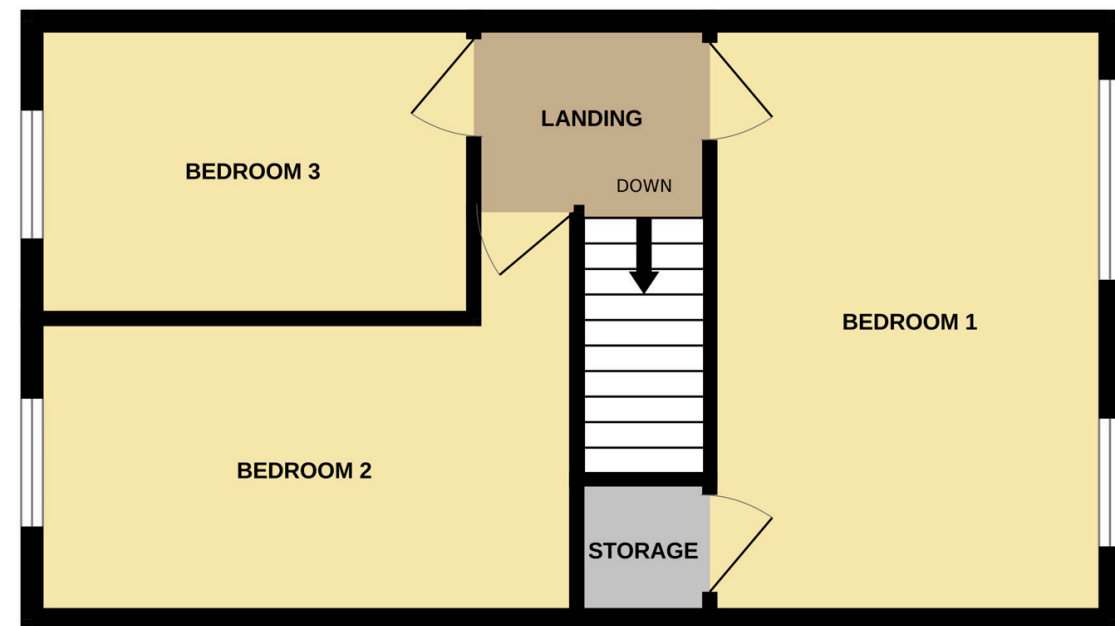 LANDING
BEDROOM 3
DOWN
BEDROOM 1
BEDROOM 2
STORAGE